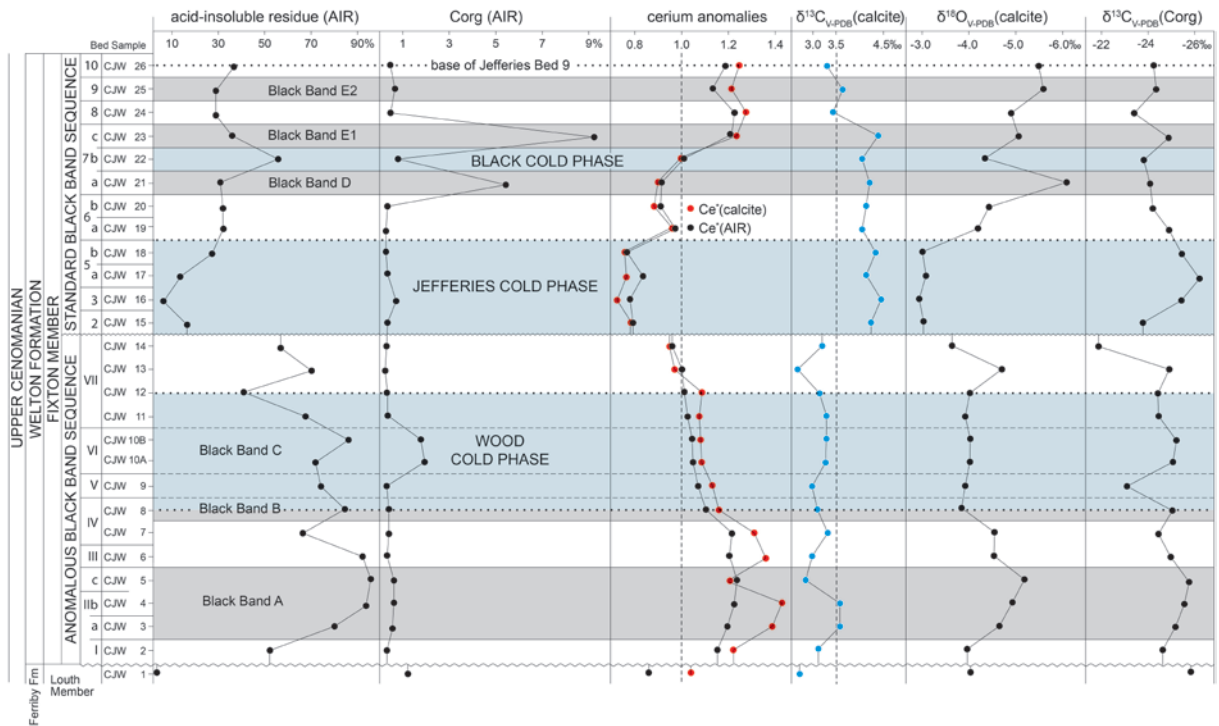 acid-insoluble residue (AIR) Corg (AIR) cerium anomalies δ¹³C V-PDB (calcite) δ¹⁸O V-PDB (calcite) δ¹³C V-PDB (Corg)
Bed Sample 10 30 50 70 90% 1 3 5 7 9% 0.8 1.0 1.2 1.4 3.0 3.5 4.5‰ -3.0 -4.0 -5.0 -6.0‰ -22 -24 -26‰
10 CJW 26 base of Jefferies Bed 9
9 CJW 25 Black Band E2
8 CJW 24
c CJW 23 Black Band E1
7 b CJW 22 BLACK COLD PHASE
a CJW 21 Black Band D
b CJW 20 Ce*(calcite)
6
a CJW 19 Ce*(AIR)
b CJW 18
5
a CJW 17 JEFFERIES COLD PHASE
3 CJW 16
2 CJW 15
CJW 14
VII CJW 13
CJW 12
CJW 11
VI CJW 10B Black Band C WOOD
CJW 10A COLD PHASE
V CJW 9
CJW 8 Black Band B
IV
CJW 7
III CJW 6
c CJW 5
IIb CJW 4 Black Band A
a CJW 3
I CJW 2
Louth
CJW 1
Member
UPPER CENOMANIAN
WELTON FORMATION
FIXTON MEMBER
STANDARD BLACK BAND SEQUENCE
ANOMALOUS BLACK BAND SEQUENCE
Ferriby Fm